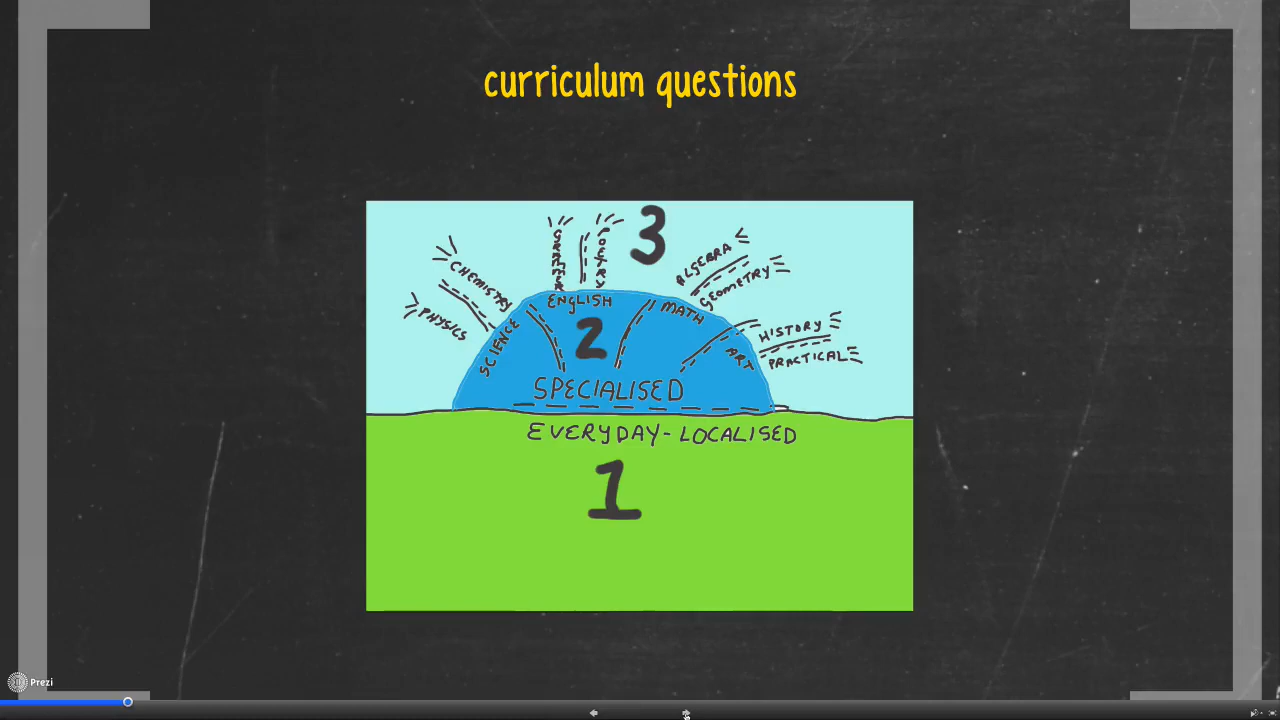 curriculum questions
3
GRAMMAR
POETRY
ALGEBRA
GEOMETRY
CHEMISTRY
PHYSICS
HISTORY
PRACTICAL
ENGLISH
MATH
SCIENCE
ART
2
SPECIALISED
EVERYDAY-LOCALISED
1
Prezi